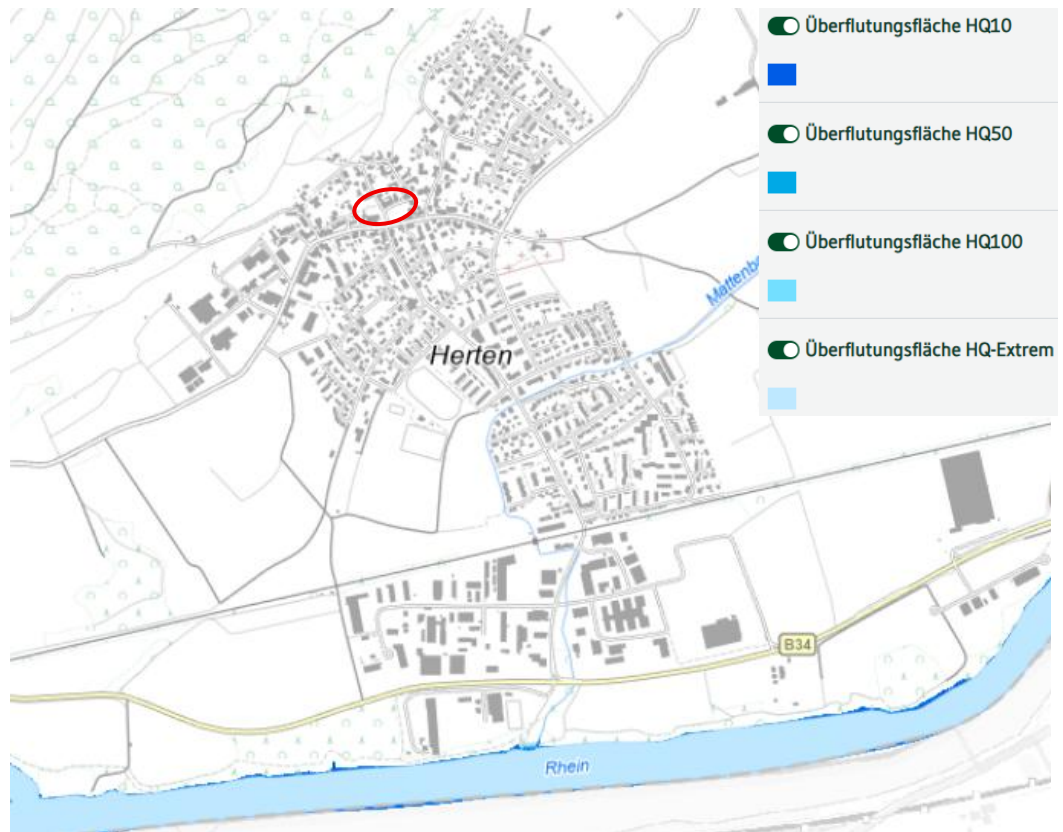 Überflutungsfläche HQ10
Überflutungsfläche HQ50
Überflutungsfläche HQ100
Überflutungsfläche HQ-Extrem
Herten
B34
Rhein